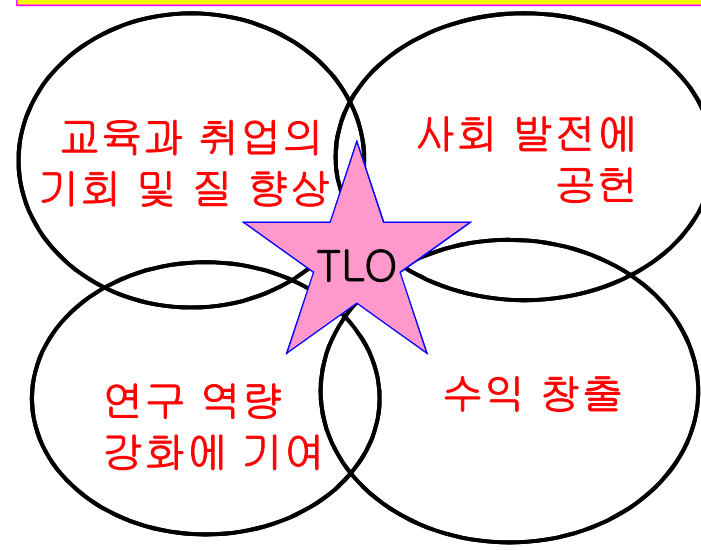 교육과 취업의
기회 및 질 향상
사회 발전에
공헌
TLO
연구 역량
강화에 기여
수익 창출